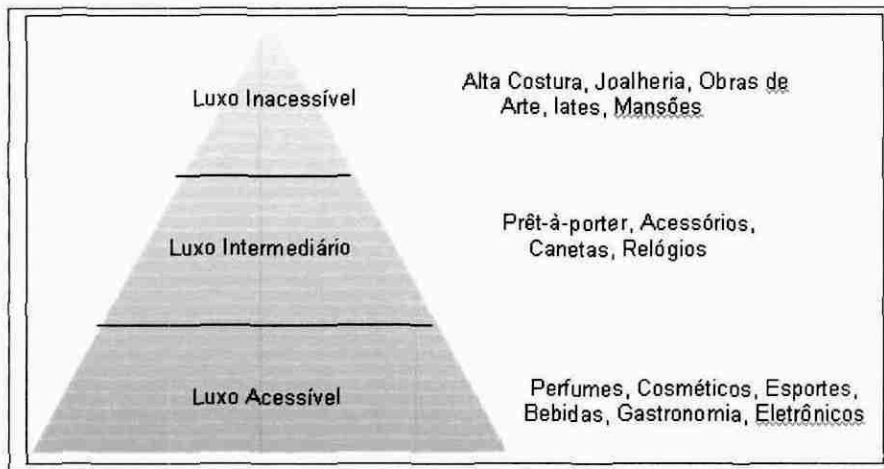 Luxo Inacessível
Alta Costura, Joalheria, Obras de
Arte, Iates, Mansões
Luxo Intermediário
Prêt-à-porter, Acessórios,
Canetas, Relógios
Luxo Acessível
Perfumes, Cosméticos, Esportes,
Bebidas, Gastronomia, Eletrônicos